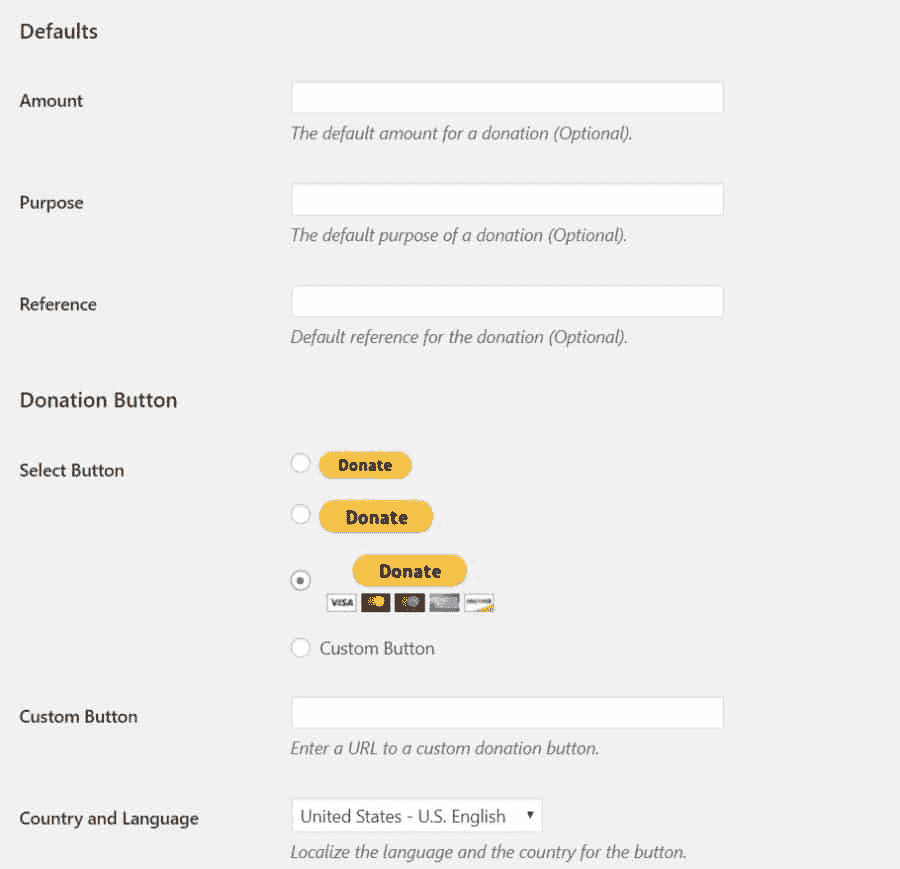 Defaults
Amount
The default amount for a donation (Optional).
Purpose
The default purpose of a donation (Optional).
Reference
Default reference for the donation (Optional).
Donation Button
Select Button
Donate
Donate
Donate
VISA
Custom Button
Custom Button
Enter a URL to a custom donation button.
Country and Language
United States - U.S. English
Localize the language and the country for the button.